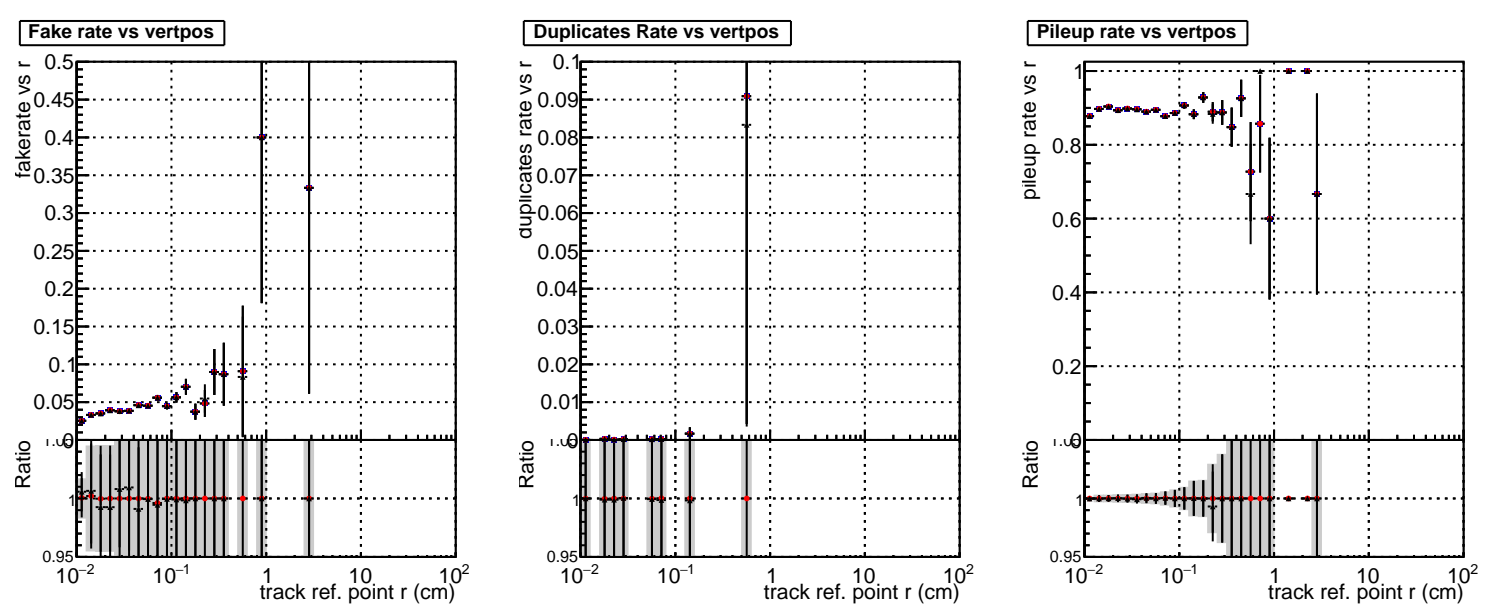 Fake rate vs vertpos
fakerate vs r
0.5
0.45
0.4
0.35
0.3
0.25
0.2
0.15
0.1
0.05
0
Ratio
1
0.95
10⁻² 10⁻¹ 1 10 10²
track ref. point r (cm)
Duplicates Rate vs vertpos
duplicates rate vs r
0.1
0.09
0.08
0.07
0.06
0.05
0.04
0.03
0.02
0.01
0
Ratio
1
0.95
10⁻² 10⁻¹ 1 10 10²
track ref. point r (cm)
Pileup rate vs vertpos
pileup rate vs r
1
0.8
0.6
0.4
0.2
0
Ratio
1
0.95
10⁻² 10⁻¹ 1 10 10²
track ref. point r (cm)